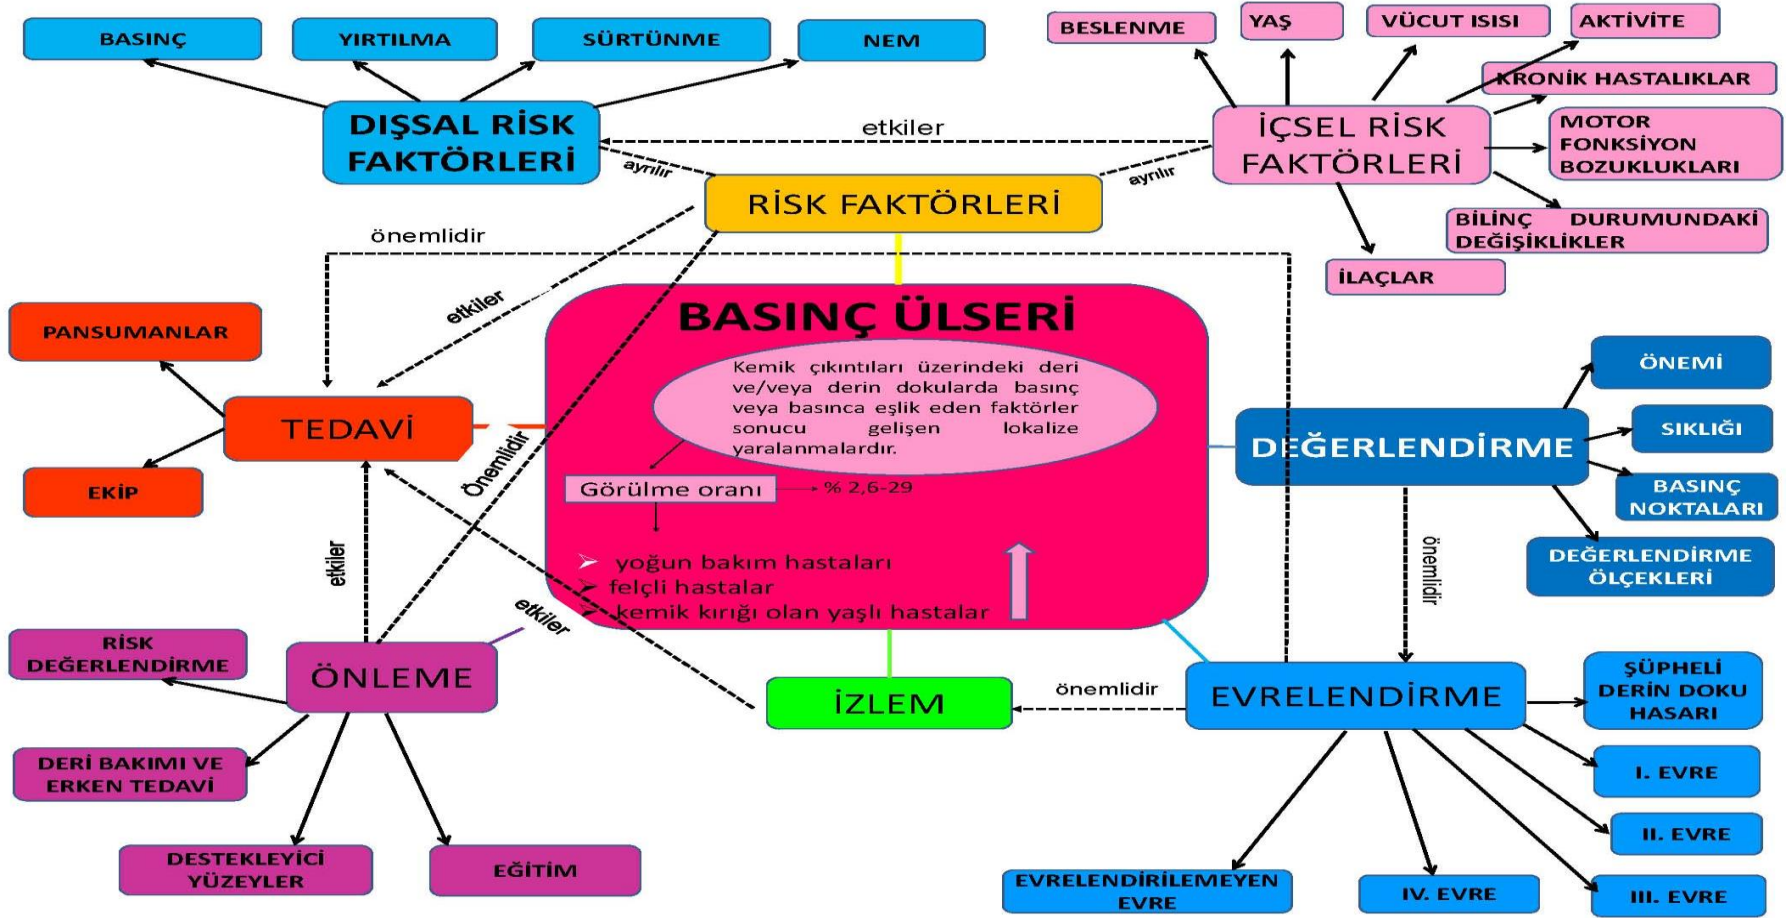 BASINÇ
YIRTILMA
SÜRTÜNME
NEM
BESLENME
YAŞ
VÜCUT ISISI
AKTİVİTE
KRONİK HASTALIKLAR
DIŞSAL RİSK
FAKTÖRLERİ
etkiler
İÇSEL RİSK
FAKTÖRLERİ
MOTOR
FONKSİYON
BOZUKLUKLARI
ayrılır
ayrılır
RİSK FAKTÖRLERİ
BİLİNÇ DURUMUNDAKİ
DEĞİŞİKLİKLER
İLAÇLAR
önemlidir
etkiler
BASINÇ ÜLSERİ
Kemik çıkıntıları üzerindeki deri
ve/veya derin dokularda basınç
veya basınca eşlik eden faktörler
sonucu gelişen lokalize
yaralanmalardır.
Görülme oranı
% 2,6-29
yoğun bakım hastaları
felçli hastalar
kemik kırığı olan yaşlı hastalar
PANSUMANLAR
TEDAVİ
EKİP
Önemlidir
etkiler
etkiler
ÖNEMİ
DEĞERLENDİRME
SIKLIĞI
BASINÇ
NOKTALARI
DEĞERLENDİRME
ÖLÇEKLERİ
önemlidir
RİSK
DEĞERLENDİRME
ÖNLEME
DERİ BAKIMI VE
ERKEN TEDAVİ
DESTEKLEYİCİ
YÜZEYLER
EĞİTİM
İZLEM
önemlidir
EVRELENDİRME
ŞÜPHELİ
DERİN DOKU
HASARI
I. EVRE
II. EVRE
III. EVRE
IV. EVRE
EVRELENDİRİLEMEYEN
EVRE